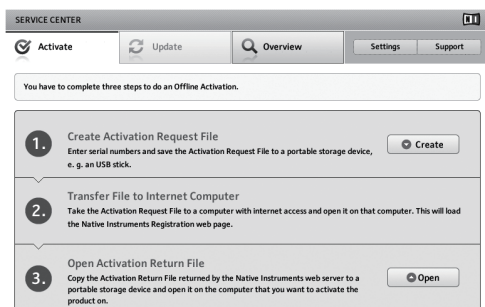 SERVICE CENTER
Activate
Update
Overview
Settings
Support
You have to complete three steps to do an Offline Activation.
1.
Create Activation Request File
Enter serial numbers and save the Activation Request File to a portable storage device,
e. g. an USB stick.
Create
2.
Transfer File to Internet Computer
Take the Activation Request File to a computer with internet access and open it on that computer. This will load
the Native Instruments Registration web page.
3.
Open Activation Return File
Copy the Activation Return File returned by the Native Instruments web server to a
portable storage device and open it on the computer that you want to activate the
product on.
Open